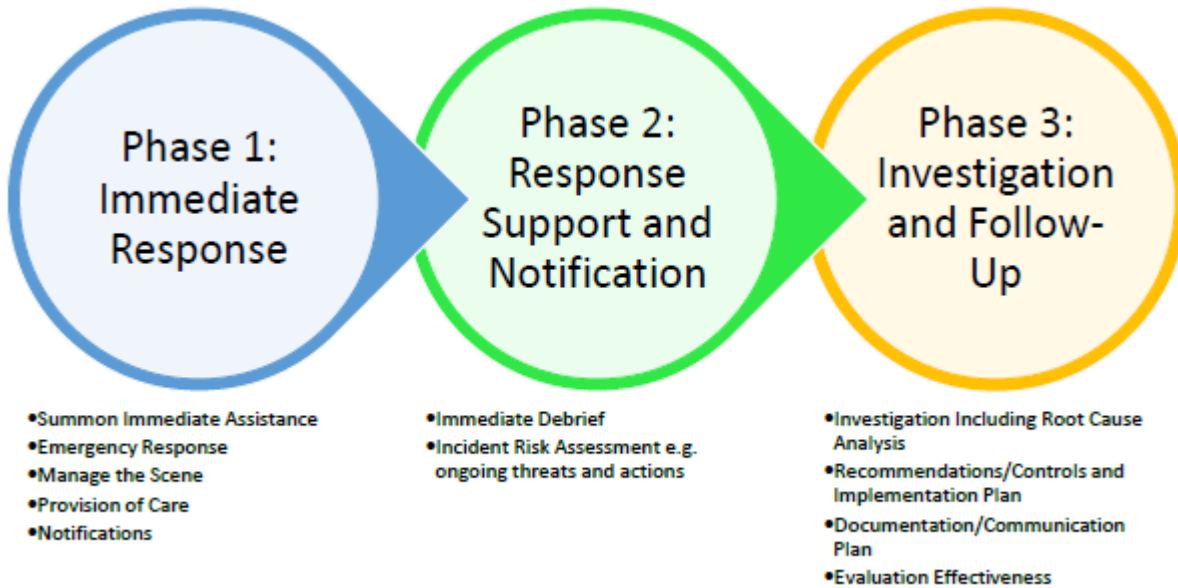 Phase 1:
Immediate
Response
Phase 2:
Response
Support and
Notification
Phase 3:
Investigation
and Follow-
Up
•Summon Immediate Assistance
•Emergency Response
•Manage the Scene
•Provision of Care
•Notifications
•Immediate Debrief
•Incident Risk Assessment e.g.
ongoing threats and actions
•Investigation Including Root Cause
Analysis
•Recommendations/Controls and
Implementation Plan
•Documentation/Communication
Plan
•Evaluation Effectiveness